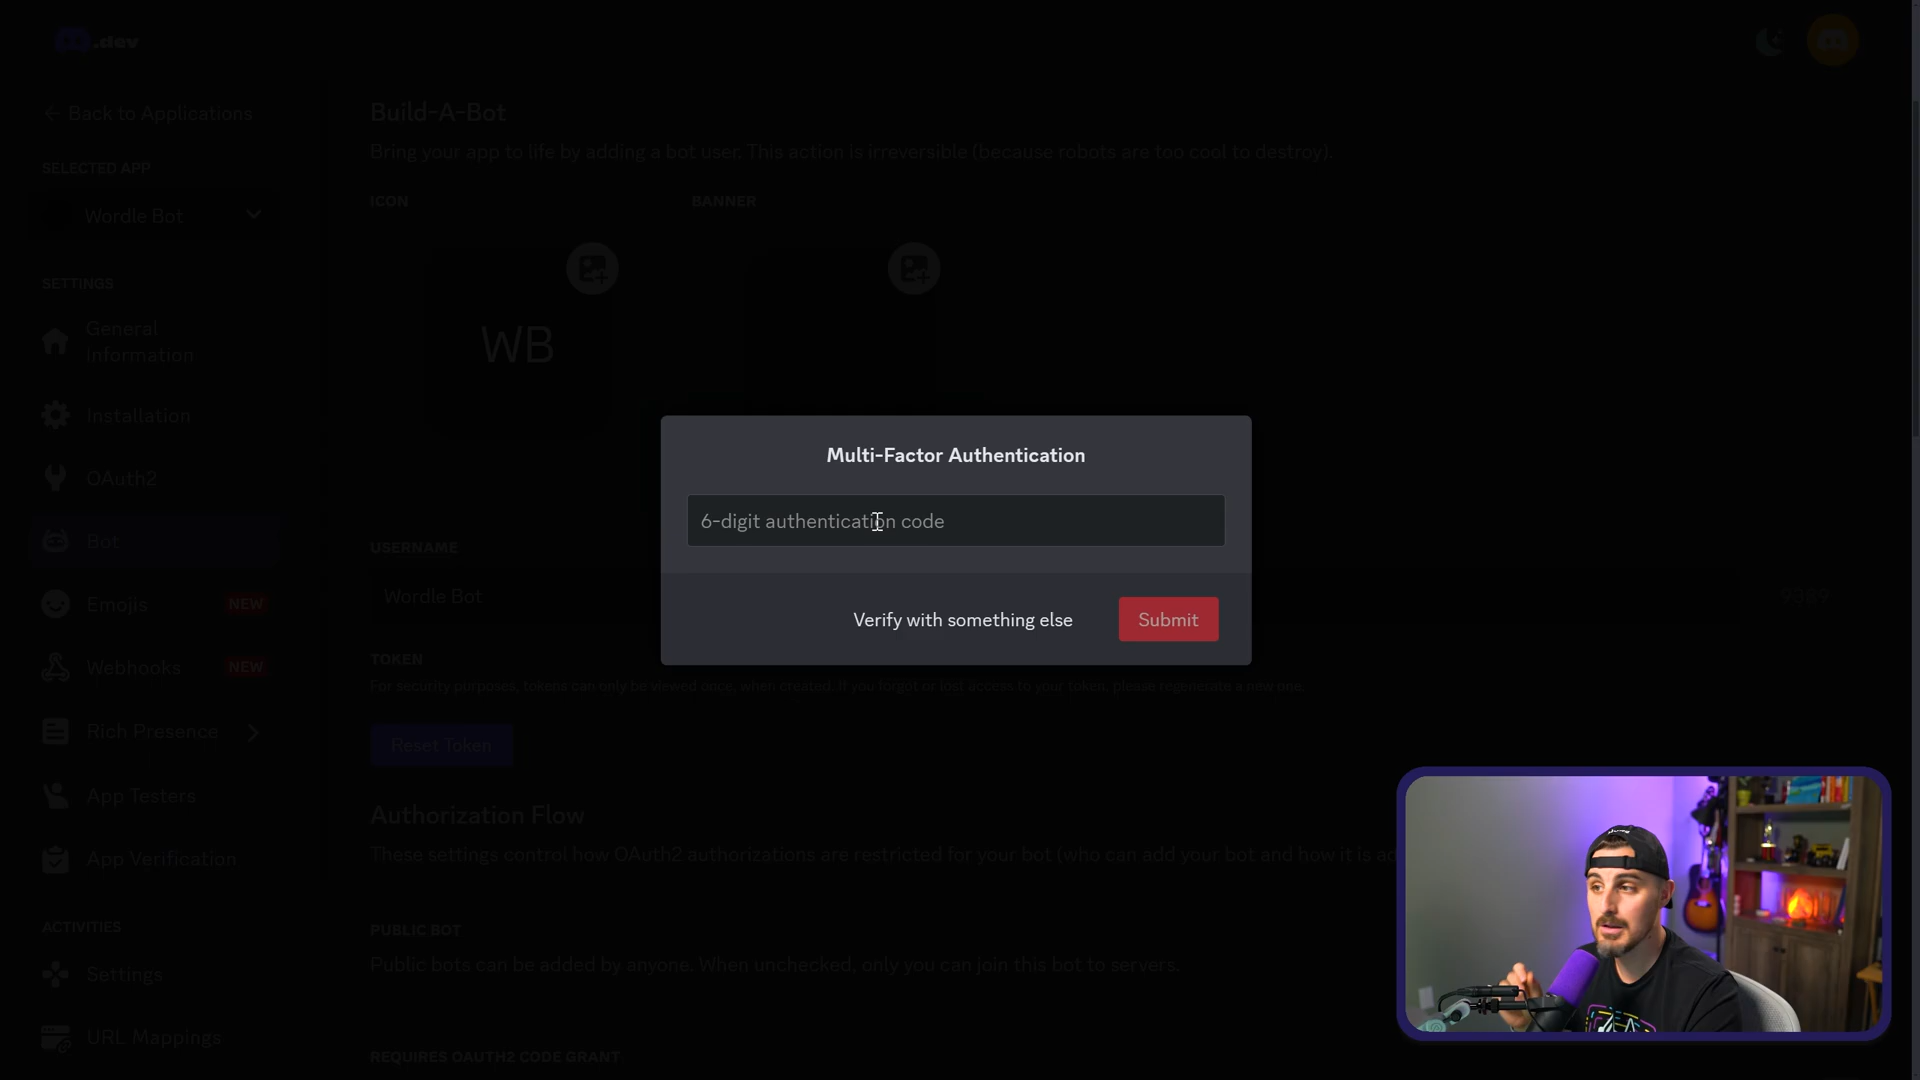 .dev
Back to Applications
SELECTED APP
Wordle Bot
SETTINGS
General
Information
Installation
OAuth2
Bot
Emojis NEW
Webhooks NEW
Rich Presence
App Testers
App Verification
ACTIVITIES
Settings
URL Mappings
Build-A-Bot
Bring your app to life by adding a bot user. This action is irreversible (because robots are too cool to destroy).
ICON BANNER
WB
Multi-Factor Authentication
6-digit authentication code
Verify with something else Submit
USERNAME
Wordle Bot
TOKEN
For security purposes, tokens can only be viewed once, when created. If you forgot or lost access to your token, please regenerate a new one.
Reset Token
Authorization Flow
These settings control how OAuth2 authorizations are restricted for your bot (who can add your bot and how it is ad
PUBLIC BOT
Public bots can be added by anyone. When unchecked, only you can join this bot to servers.
REQUIRES OAUTH2 CODE GRANT